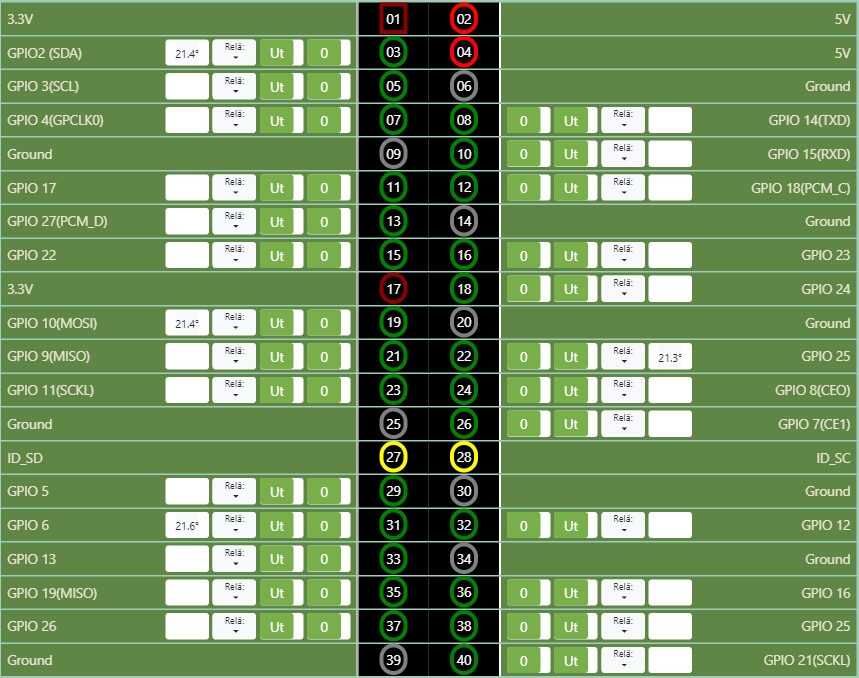 3.3V 01 02 5V
GPIO2 (SDA) 21.4° Relä: Ut 0 03 04 5V
GPIO 3(SCL) Relä: Ut 0 05 06 Ground
GPIO 4(GPCLK0) Relä: Ut 0 07 08 0 Ut Relä: GPIO 14(TXD)
Ground 09 10 0 Ut Relä: GPIO 15(RXD)
GPIO 17 Relä: Ut 0 11 12 0 Ut Relä: GPIO 18(PCM_C)
GPIO 27(PCM_D) Relä: Ut 0 13 14 Ground
GPIO 22 Relä: Ut 0 15 16 0 Ut Relä: GPIO 23
3.3V 17 18 0 Ut Relä: GPIO 24
GPIO 10(MOSI) 21.4° Relä: Ut 0 19 20 Ground
GPIO 9(MISO) Relä: Ut 0 21 22 0 Ut Relä: 21.3° GPIO 25
GPIO 11(SCKL) Relä: Ut 0 23 24 0 Ut Relä: GPIO 8(CEO)
Ground 25 26 0 Ut Relä: GPIO 7(CE1)
ID_SD 27 28 ID_SC
GPIO 5 Relä: Ut 0 29 30 Ground
GPIO 6 21.6° Relä: Ut 0 31 32 0 Ut Relä: GPIO 12
GPIO 13 Relä: Ut 0 33 34 Ground
GPIO 19(MISO) Relä: Ut 0 35 36 0 Ut Relä: GPIO 16
GPIO 26 Relä: Ut 0 37 38 0 Ut Relä: GPIO 25
Ground 39 40 0 Ut Relä: GPIO 21(SCKL)